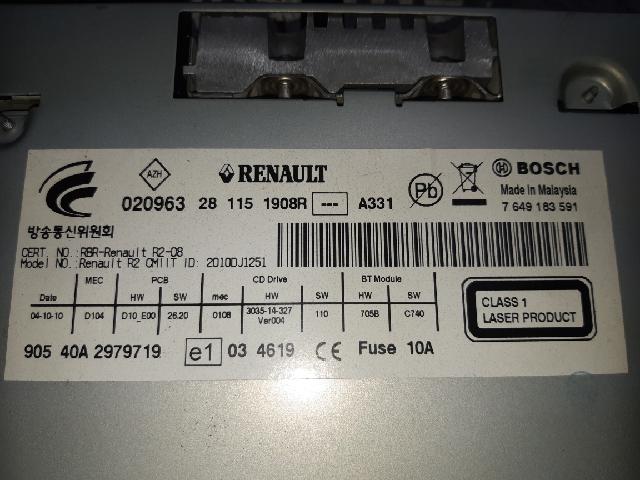 AZH
RENAULT
020963 28 115 1908R --- A331
Pb
BOSCH
Made in Malaysia
7 649 183 591
방송통신위원회
CERT. NO.: RBR-Renault R2-08
Model NO.:Renault R2 CMIIT ID: 2010DJ1251
MEC PCB CD Drive BT Module
Date HW SW mec HW SW HW SW
04-10-10 D104 D10_E00 26.20 0108 3035-14-327 Ver004 110 705B C740
CLASS 1
LASER PRODUCT
905 40A 2979719 e1 03 4619 CE Fuse 10A